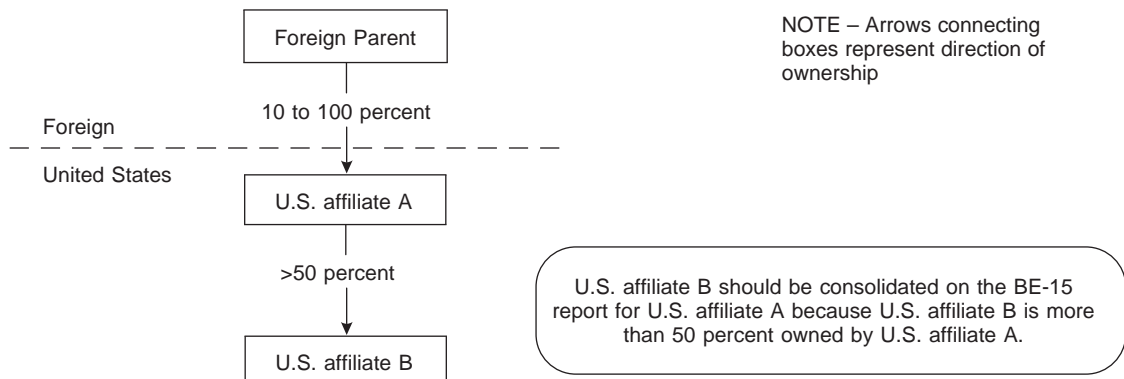 Foreign Parent
NOTE – Arrows connecting
boxes represent direction of
ownership
10 to 100 percent
Foreign
United States
U.S. affiliate A
>50 percent
U.S. affiliate B should be consolidated on the BE-15
report for U.S. affiliate A because U.S. affiliate B is more
than 50 percent owned by U.S. affiliate A.
U.S. affiliate B